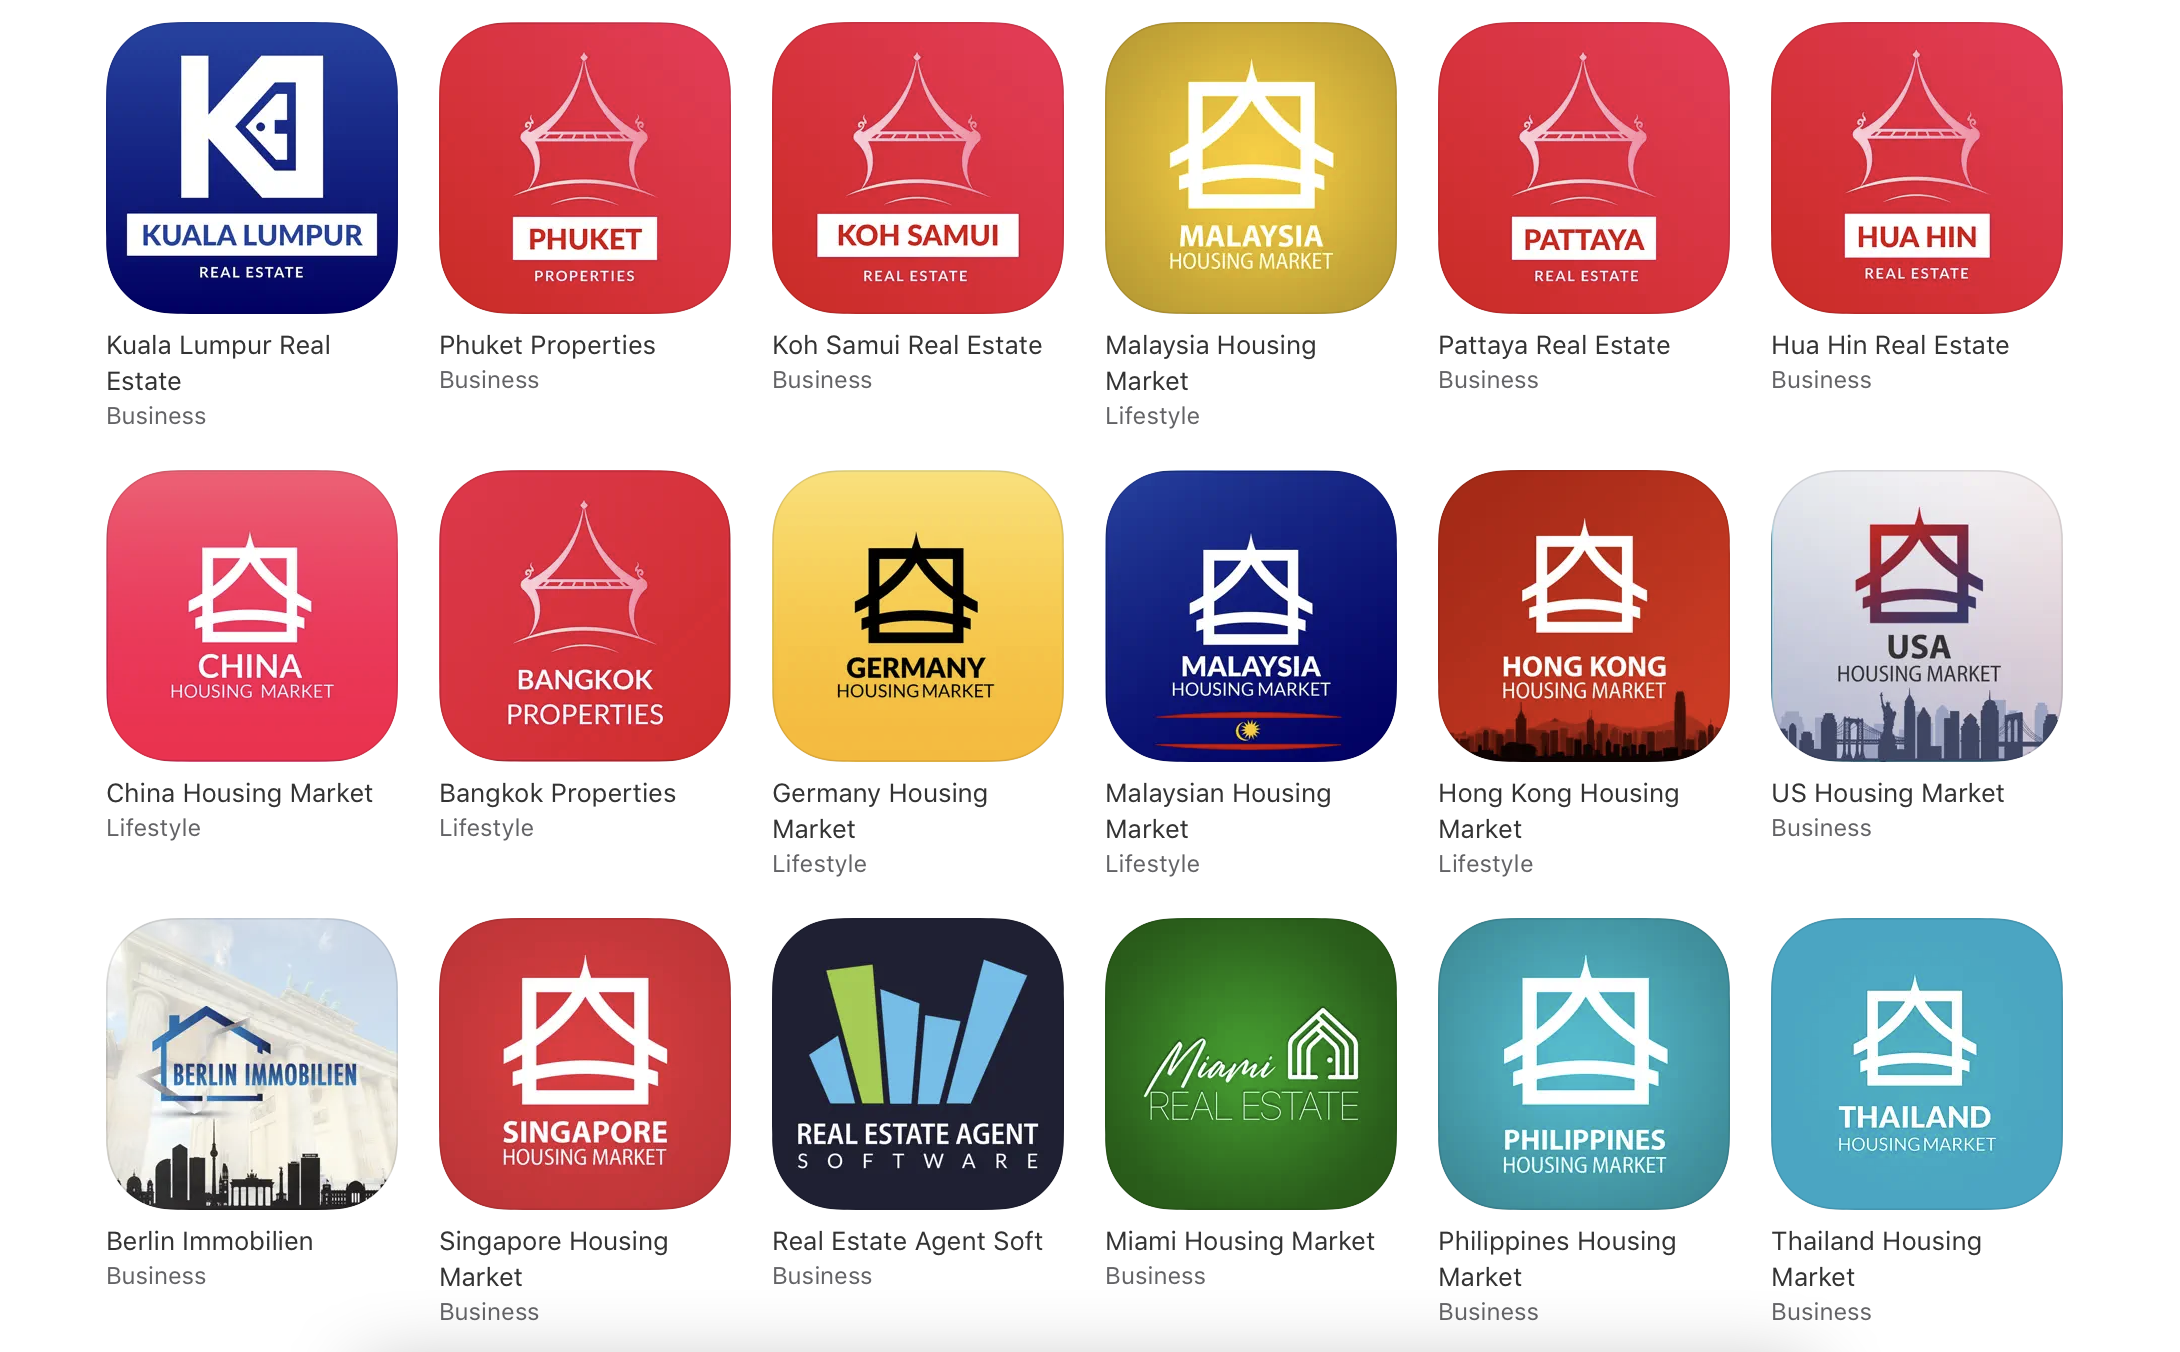 KUALA LUMPUR
REAL ESTATE
PHUKET
PROPERTIES
KOH SAMUI
REAL ESTATE
MALAYSIA
HOUSING MARKET
PATTAYA
REAL ESTATE
HUA HIN
REAL ESTATE
Kuala Lumpur Real
Estate
Business
Phuket Properties
Business
Koh Samui Real Estate
Business
Malaysia Housing
Market
Lifestyle
Pattaya Real Estate
Business
Hua Hin Real Estate
Business
CHINA
HOUSING MARKET
BANGKOK
PROPERTIES
GERMANY
HOUSING MARKET
MALAYSIA
HOUSING MARKET
HONG KONG
HOUSING MARKET
USA
HOUSING MARKET
China Housing Market
Lifestyle
Bangkok Properties
Lifestyle
Germany Housing
Market
Lifestyle
Malaysian Housing
Market
Lifestyle
Hong Kong Housing
Market
Lifestyle
US Housing Market
Business
BERLIN IMMOBILIEN
SINGAPORE
HOUSING MARKET
REAL ESTATE AGENT
SOFTWARE
Miami
REAL ESTATE
PHILIPPINES
HOUSING MARKET
THAILAND
HOUSING MARKET
Berlin Immobilien
Business
Singapore Housing
Market
Business
Real Estate Agent Soft
Business
Miami Housing Market
Business
Philippines Housing
Market
Business
Thailand Housing
Market
Business